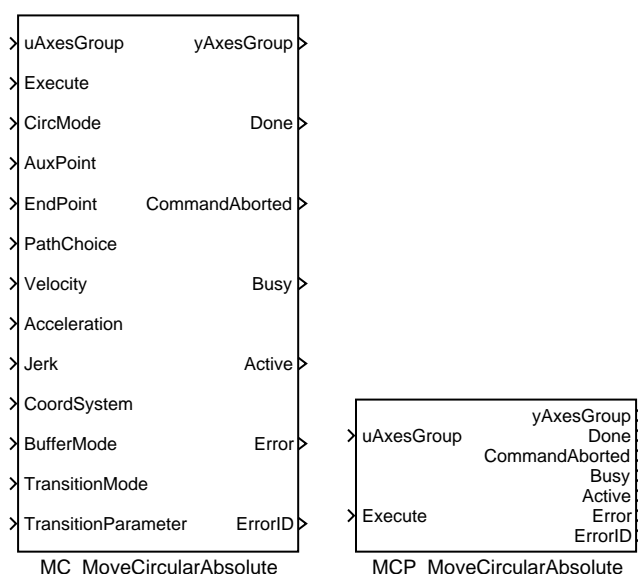 uAxesGroup yAxesGroup
Execute
CircMode Done
AuxPoint
EndPoint CommandAborted
PathChoice
Velocity Busy
Acceleration
Jerk Active
CoordSystem
BufferMode Error
TransitionMode
TransitionParameter ErrorID
MC_MoveCircularAbsolute
yAxesGroup
uAxesGroup Done
CommandAborted
Busy
Active
Execute Error
ErrorID
MCP_MoveCircularAbsolute